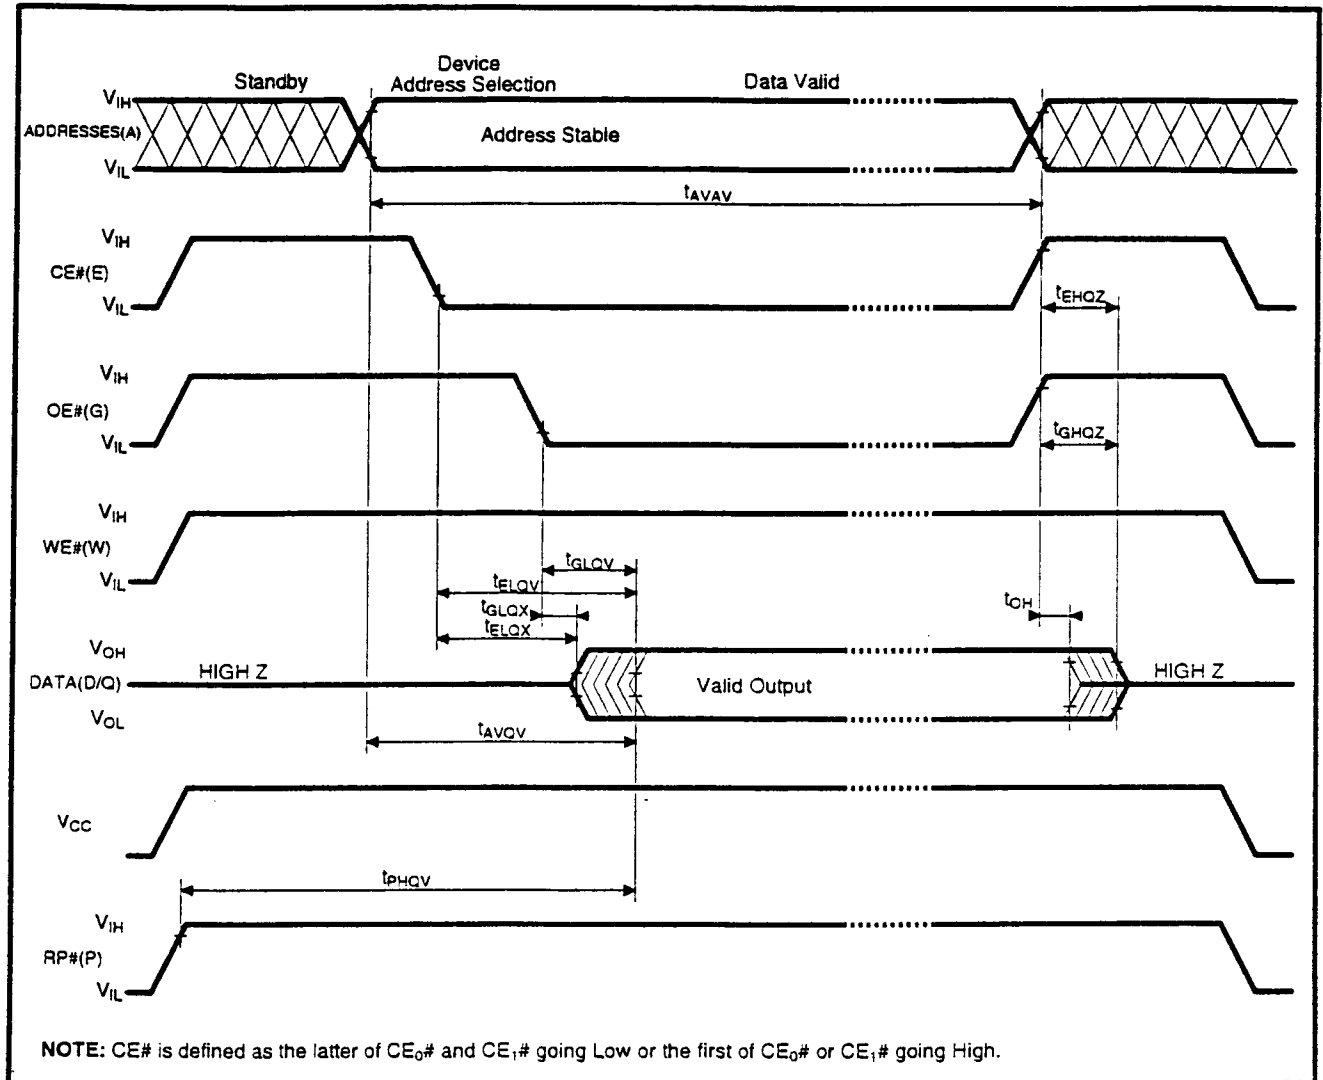 Device
Standby Address Selection Data Valid
VIH
ADDRESSES(A) Address Stable
VIL
tAVAV
VIH
CE#(E)
VIL
tEHQZ
VIH
OE#(G)
VIL
tGHQZ
VIH
WE#(W)
VIL
tGLQV
tELQV
tGLQX
tOH
tELQX
VOH
HIGH Z
HIGH Z
DATA(D/Q)
Valid Output
VOL
tAVQV
VCC
tPHQV
VIH
RP#(P)
VIL
NOTE: CE# is defined as the latter of CE₀# and CE₁# going Low or the first of CE₀# or CE₁# going High.